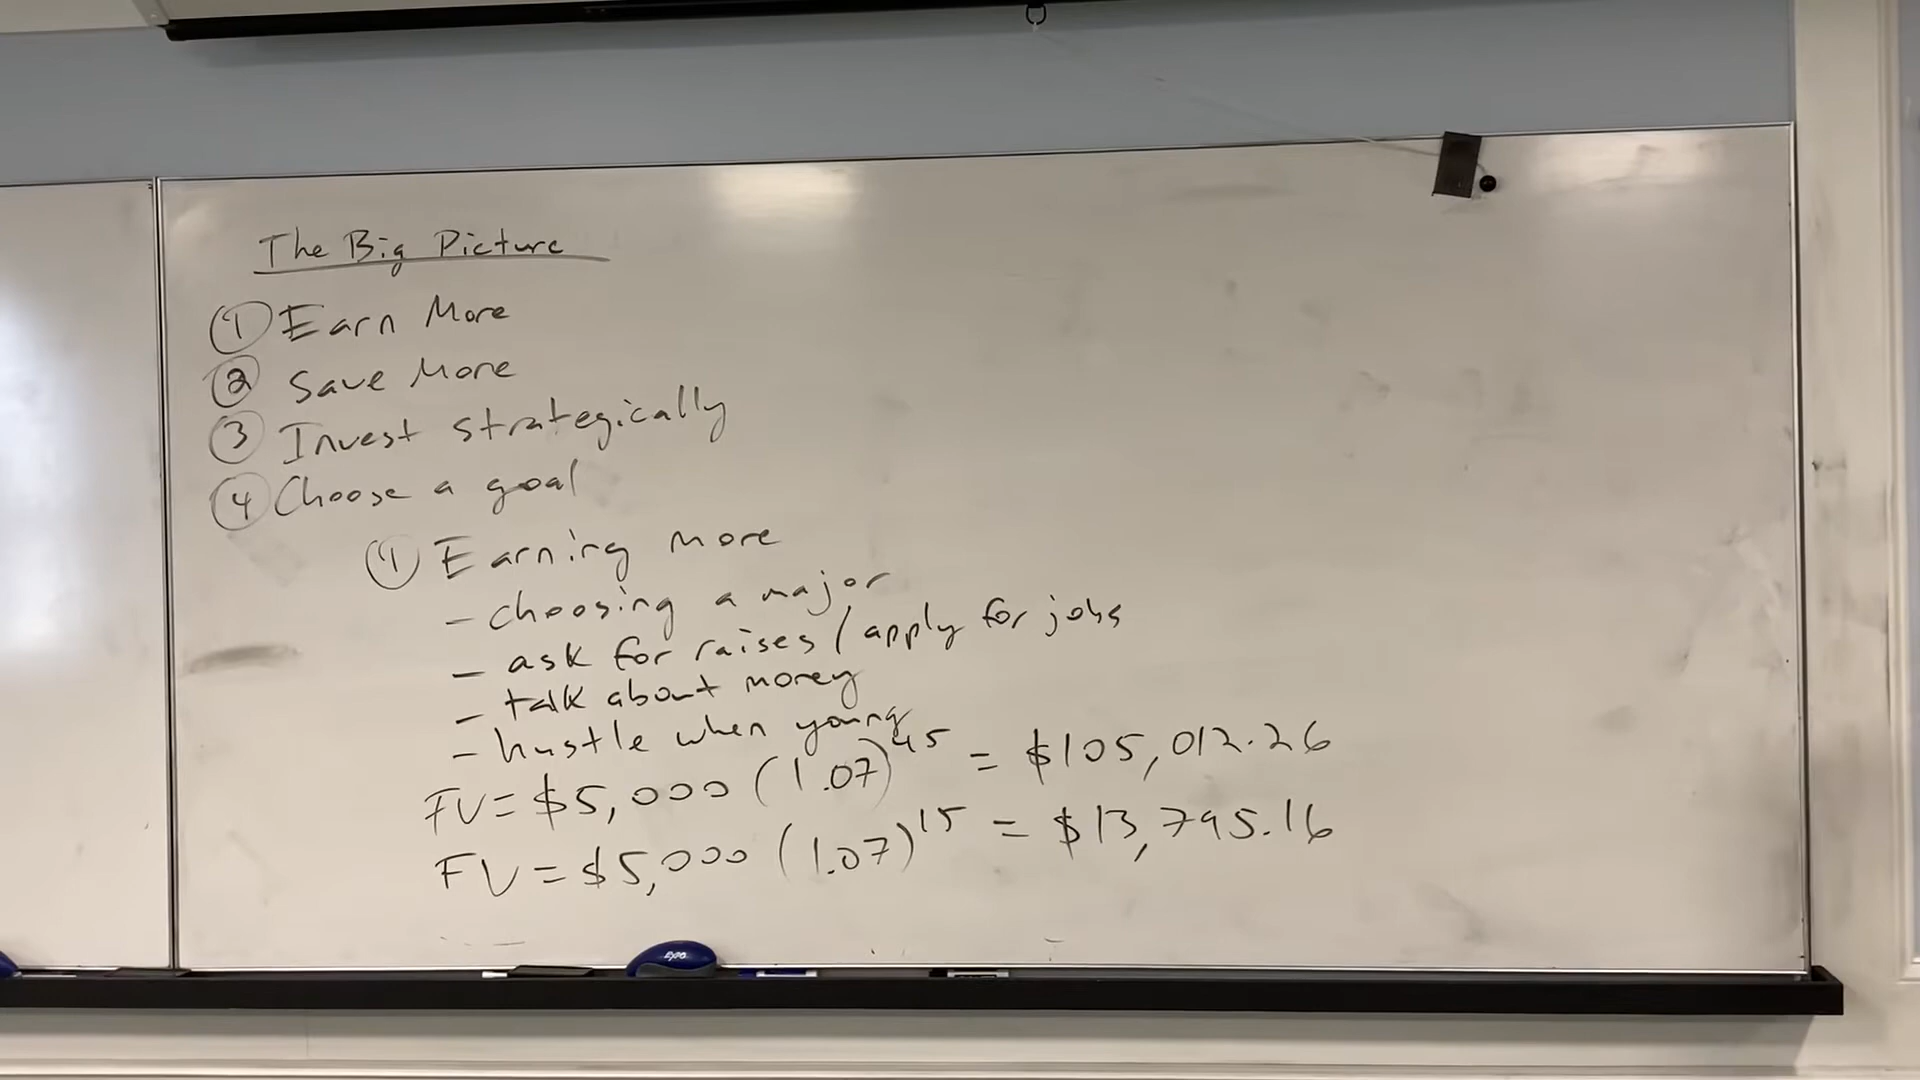 The Big Picture
① Earn More
② Save More
③ Invest strategically
④ Choose a goal
① Earning more
- choosing a major
- ask for raises / apply for jobs
- talk about money
- hustle when young
FV = $5,000 (1.07)^45 = $105,012.26
FV = $5,000 (1.07)^15 = $13,795.16
EXPO